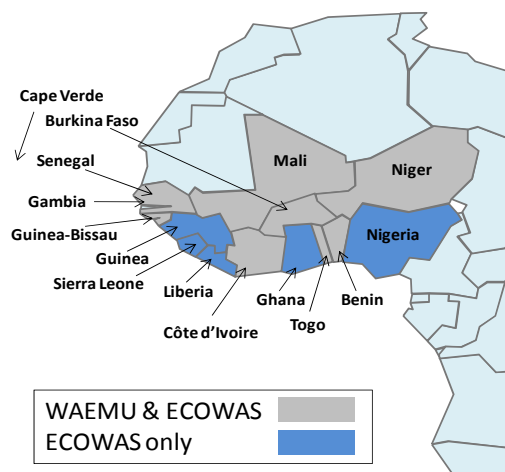 Cape Verde
Burkina Faso
Mali
Niger
Senegal
Gambia
Guinea-Bissau
Nigeria
Guinea
Sierra Leone
Liberia
Ghana
Benin
Togo
Côte d'Ivoire
WAEMU & ECOWAS
ECOWAS only